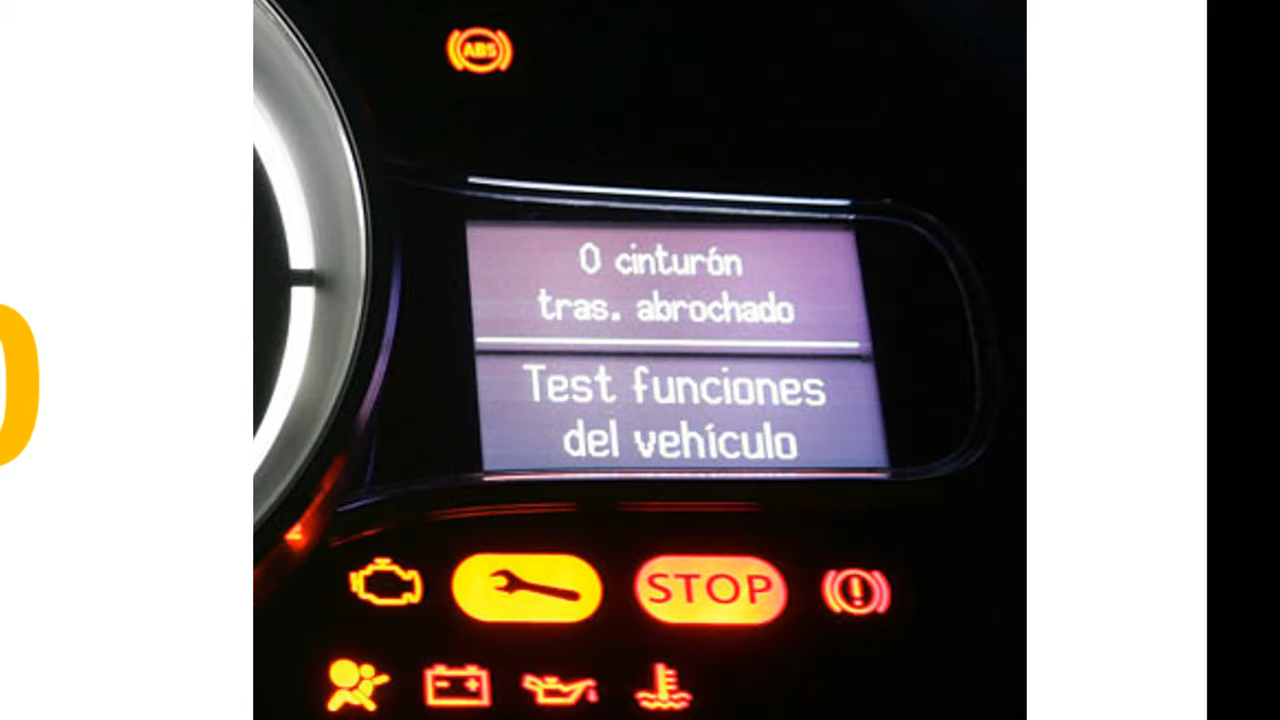 ABS
0 cinturón
tras. abrochado
Test funciones
del vehículo
STOP